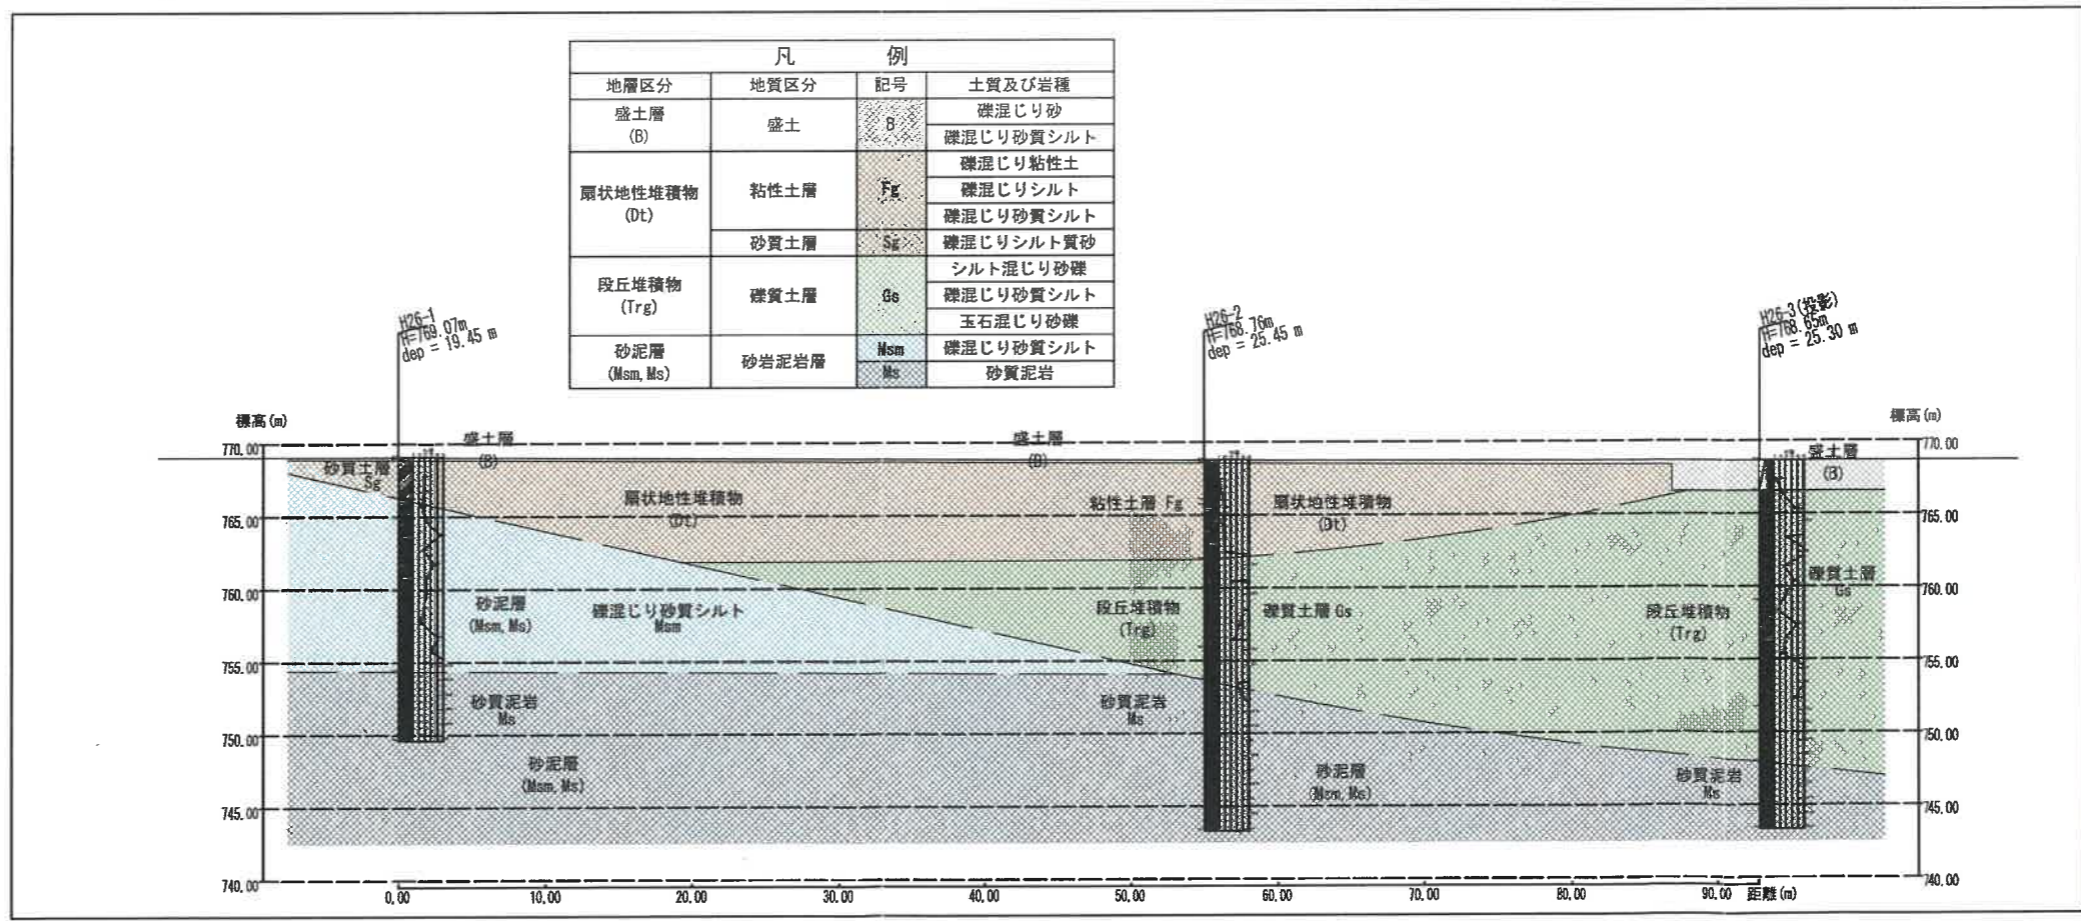 凡 例
地層区分 地質区分 記号 土質及び岩種
盛土層
(B)
盛土
B
礫混じり砂
礫混じり砂質シルト
扇状地性堆積物
(Dt)
粘性土層
Fg
礫混じり粘性土
礫混じりシルト
礫混じり砂質シルト
砂質土層
Sg
礫混じりシルト質砂
段丘堆積物
(Trg)
礫質土層
Gs
シルト混じり砂礫
礫混じり砂質シルト
玉石混じり砂礫
砂泥層
(Msm, Ms)
砂岩泥岩層
Msm
礫混じり砂質シルト
Ms
砂質泥岩
H26-1
H=769.07m
dep = 19.45 m
H26-2
H=768.76m
dep = 25.45 m
H26-3(投影)
H=768.65m
dep = 25.30 m
標高(m)
標高(m)
770.00
765.00
760.00
755.00
750.00
745.00
740.00
盛土層
(B)
盛土層
(B)
盛土層
(B)
砂質土層
Sg
扇状地性堆積物
(Dt)
粘性土層 Fg
扇状地性堆積物
(Dt)
砂泥層
(Msm, Ms)
礫混じり砂質シルト
Msm
段丘堆積物
(Trg)
礫質土層 Gs
段丘堆積物
(Trg)
礫質土層
Gs
砂質泥岩
Ms
砂質泥岩
Ms
砂質泥岩
Ms
砂泥層
(Msm, Ms)
砂泥層
(Msm, Ms)
770.00
765.00
760.00
755.00
750.00
745.00
740.00
0.00 10.00 20.00 30.00 40.00 50.00 60.00 70.00 80.00 90.00 距離(m)